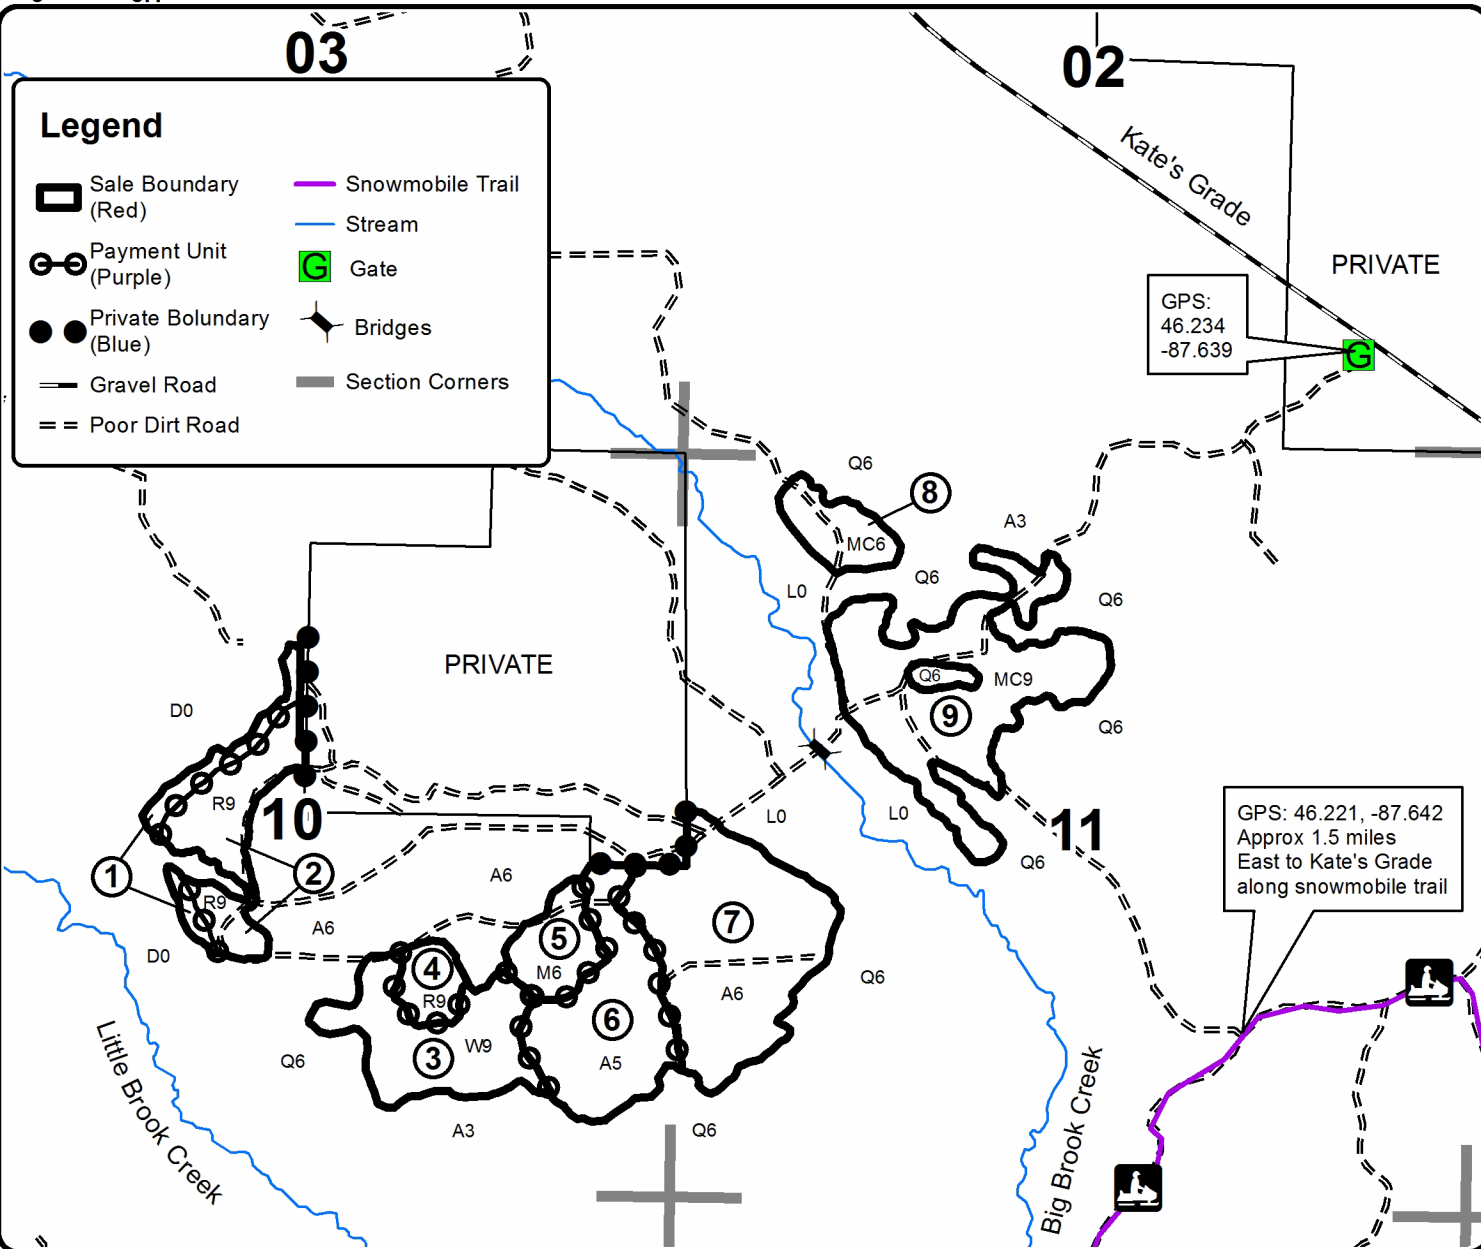 03
02
Legend
Sale Boundary
(Red)
Payment Unit
(Purple)
Private Bolundary
(Blue)
Gravel Road
Poor Dirt Road
Snowmobile Trail
Stream
G
Gate
Bridges
Section Corners
Kate's Grade
PRIVATE
GPS:
46.234
-87.639
G
Q6
8
A3
MC6
Q6
L0
Q6
PRIVATE
Q6
MC9
D0
9
Q6
R9
10
L0
L0
11
GPS: 46.221, -87.642
Approx 1.5 miles
East to Kate's Grade
along snowmobile trail
Q6
1
2
A6
R9
A6
7
5
D0
4
M6
Q6
R9
A6
6
3
W9
Q6
A5
Little Brook Creek
A3
Q6
Big Brook Creek